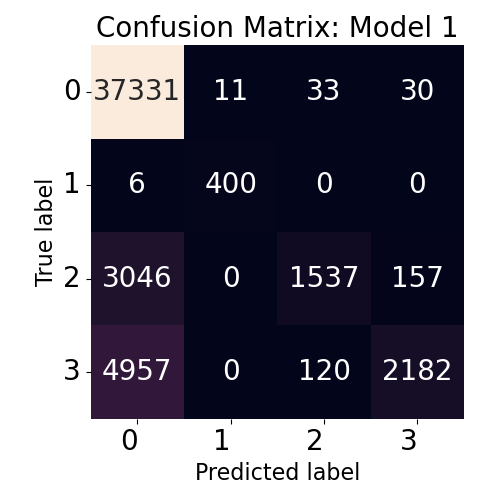 Confusion Matrix: Model 1
0 37331 11 33 30
1 6 400 0 0
2 3046 0 1537 157
3 4957 0 120 2182
0 1 2 3
True label
Predicted label